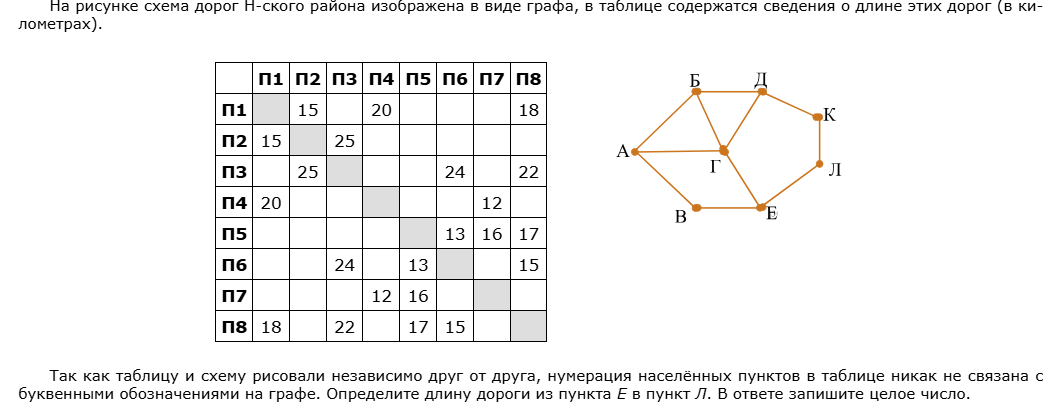 На рисунке схема дорог Н-ского района изображена в виде графа, в таблице содержатся сведения о длине этих дорог (в ки-
лометрах).
П1 П2 П3 П4 П5 П6 П7 П8
П1 15 20 18
П2 15 25
П3 25 24 22
П4 20 12
П5 13 16 17
П6 24 13 15
П7 12 16
П8 18 22 17 15
Б Д
К
А Г Л
В Е
Так как таблицу и схему рисовали независимо друг от друга, нумерация населённых пунктов в таблице никак не связана с
буквенными обозначениями на графе. Определите длину дороги из пункта Е в пункт Л. В ответе запишите целое число.